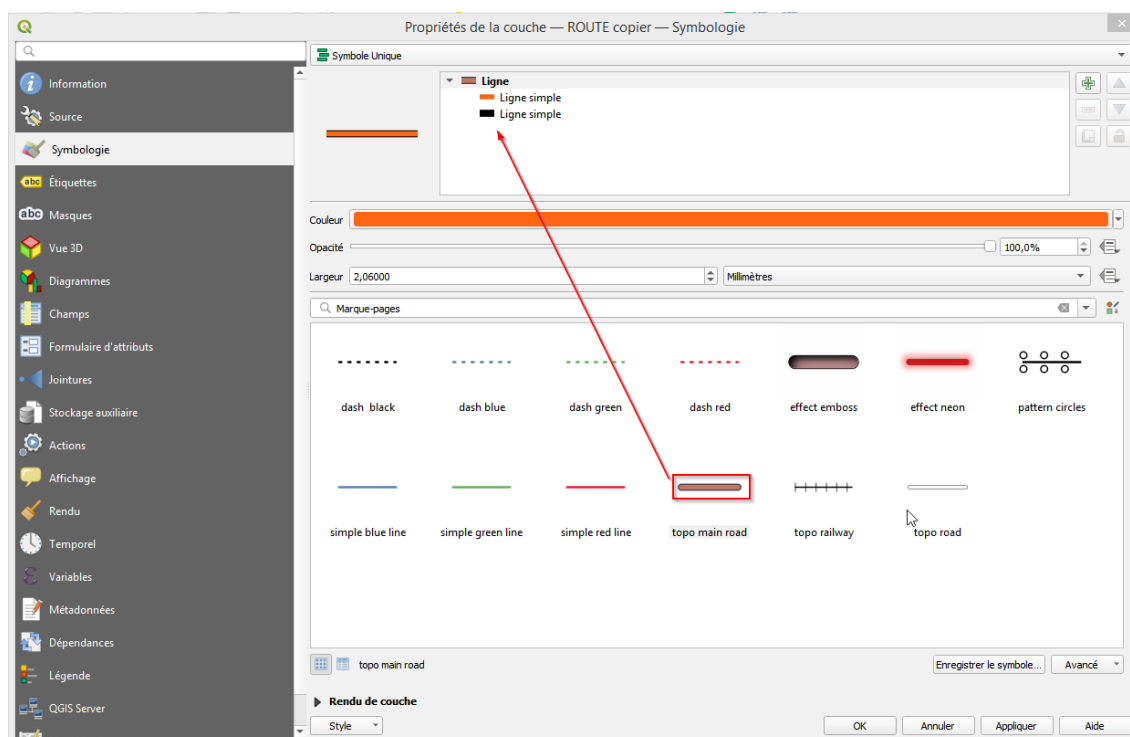 Propriétés de la couche — ROUTE copier — Symbologie
Symbole Unique
Information
Source
Symbologie
abc Étiquettes
abc Masques
Vue 3D
Diagrammes
Champs
Formulaire d'attributs
Jointures
Stockage auxiliaire
Actions
Affichage
Rendu
Temporel
Variables
Métadonnées
Dépendances
Légende
QGIS Server
Ligne
Ligne simple
Ligne simple
Couleur
Opacité 100,0%
Largeur 2,06000 Millimètres
Marque-pages
dash black dash blue dash green dash red effect emboss effect neon pattern circles
simple blue line simple green line simple red line topo main road topo railway topo road
topo main road Enregistrer le symbole... Avancé
Rendu de couche
Style OK Annuler Appliquer Aide